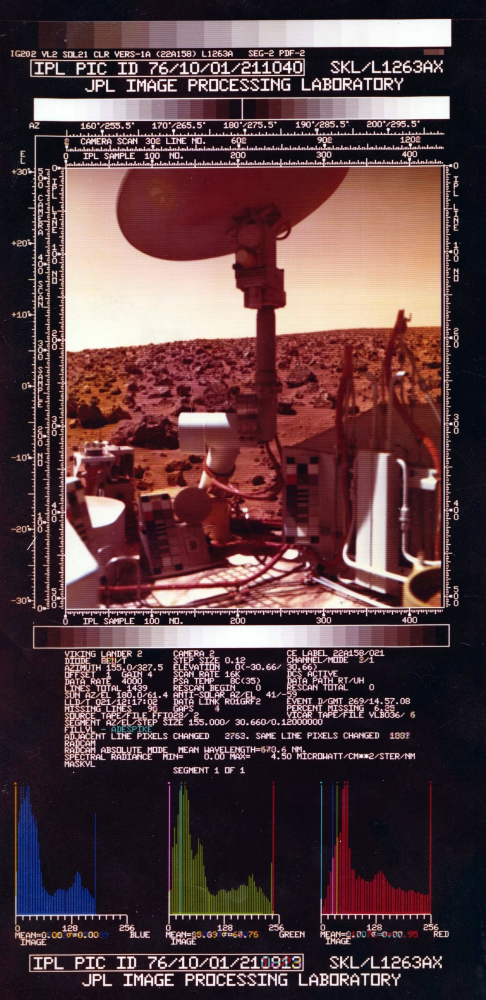 IG202 VL2 SOL21 CLR VERS-1A (22A158) L1263A SEG-2 PDF-2
IPL PIC ID 76/10/01/211040 SKL/L1263AX
JPL IMAGE PROCESSING LABORATORY
AZ 160°/255.5° 170°/265.5° 180°/275.5° 190°/285.5° 200°/295.5°
0 CAMERA SCAN 300 LINE NO. 600 900 1200
0 IPL SAMPLE 100 NO. 200 300 400
EL
+30° +20° +10° 0° -10° -20° -30°
500 CAMERA 400 SCAN 300 SAMPLE 200 NO 100 0
0 IPL LINE 100 NO 200 300 400 500
0 IPL LINE 100 NO 200 300 400 500
0 IPL SAMPLE 100 NO. 200 300 400
VIKING LANDER 2 CAMERA 2 CE LABEL 22A158/021
DIODE STEP SIZE 0.12 CHANNEL/MODE /1
AZIMUTH 155.0/327.5 ELEVATION 0(-30.66/ 30.66)
OFFSET 1 GAIN 4 SCAN RATE 16K DCS ACTIVE
DATA RATE 4000 PSA TEMP 8C(35) DATA PATH RT/UH
LINES TOTAL 1439 RESCAN BEGIN 0 RESCAN TOTAL 0
SUN AZ/EL 180.0/61.4 ANTI-SOLAR AZ/EL 41/-59
LLD/T 021/12:17:02 DATA LINK RO1GRF2 EVENT D/GMT 269/14.57.08
MISSING LINES 90 GAPS 4 PERCENT MISSING 6.25
SOURCE TAPE/FILE FFI028/ 2 VICAR TAPE/FILE VLB036/ 6
SEGMENT AZ/EL/STEP SIZE 155.000/ 30.660/0.12000000
FILLVL - ADESPIKE
ADJACENT LINE PIXELS CHANGED 2763. SAME LINE PIXELS CHANGED
RADCAM
RADCAM ABSOLUTE MODE MEAN WAVELENGTH=670.6 NM.
SPECTRAL RADIANCE MIN= 0.00 MAX= 4.50 MICROWATT/CM**2/STER/NM
MASKVL
SEGMENT 1 OF 1
0 128 256 0 128 256 0 128 256
MEAN= BLUE MEAN= GREEN MEAN= RED
IMAGE IMAGE IMAGE
IPL PIC ID 76/10/01/210813 SKL/L1263AX
JPL IMAGE PROCESSING LABORATORY